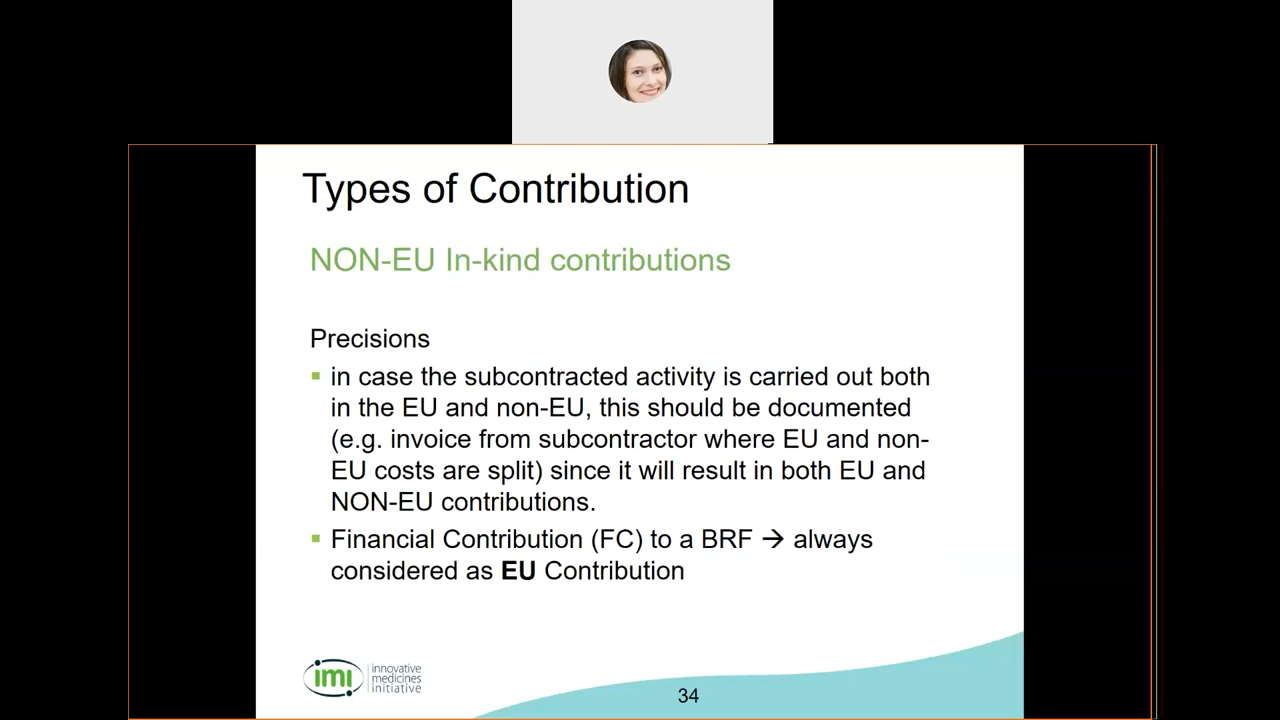 Types of Contribution
NON-EU In-kind contributions
Precisions
▪ in case the subcontracted activity is carried out both
in the EU and non-EU, this should be documented
(e.g. invoice from subcontractor where EU and non-
EU costs are split) since it will result in both EU and
NON-EU contributions.
▪ Financial Contribution (FC) to a BRF → always
considered as EU Contribution
imi
innovative
medicines
initiative
34